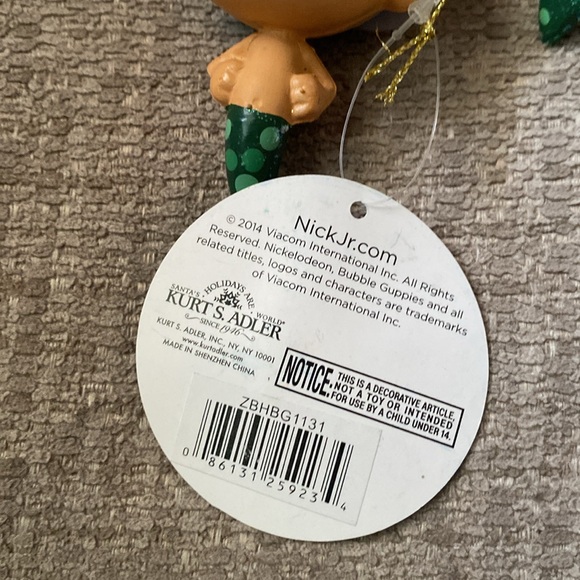 NickJr.com
© 2014 Viacom International Inc. All Rights
Reserved. Nickelodeon, Bubble Guppies and all
related titles, logos and characters are trademarks
of Viacom International Inc.
SANTA'S HOLIDAYS ARE WORLD®
KURT S. ADLER
SINCE 1946
KURT S. ADLER, INC., NY, NY 10001
www.kurtadler.com
MADE IN SHENZHEN CHINA
NOTICE: THIS IS A DECORATIVE ARTICLE,
NOT A TOY OR INTENDED
FOR USE BY A CHILD UNDER 14.
ZBHBG1131
0 86131 25923 4